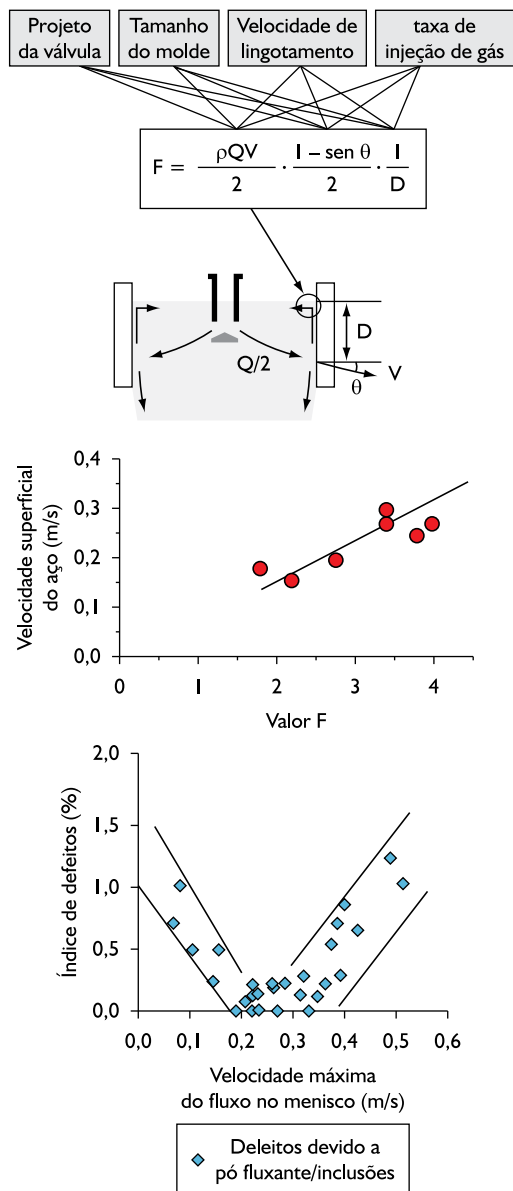 Projeto
da válvula
Tamanho
do molde
Velocidade de
lingotamento
taxa de
injeção de gás
F = ρQV/2 · I – sen θ/2 · I/D
D
Q/2
V
θ
Velocidade superficial
do aço (m/s)
0,4
0,3
0,2
0,1
0,0
0 1 2 3 4
Valor F
Índice de defeitos (%)
2,0
1,5
1,0
0,5
0,0
0,0 0,1 0,2 0,3 0,4 0,5 0,6
Velocidade máxima
do fluxo no menisco (m/s)
Deleitos devido a
pó fluxante/inclusões